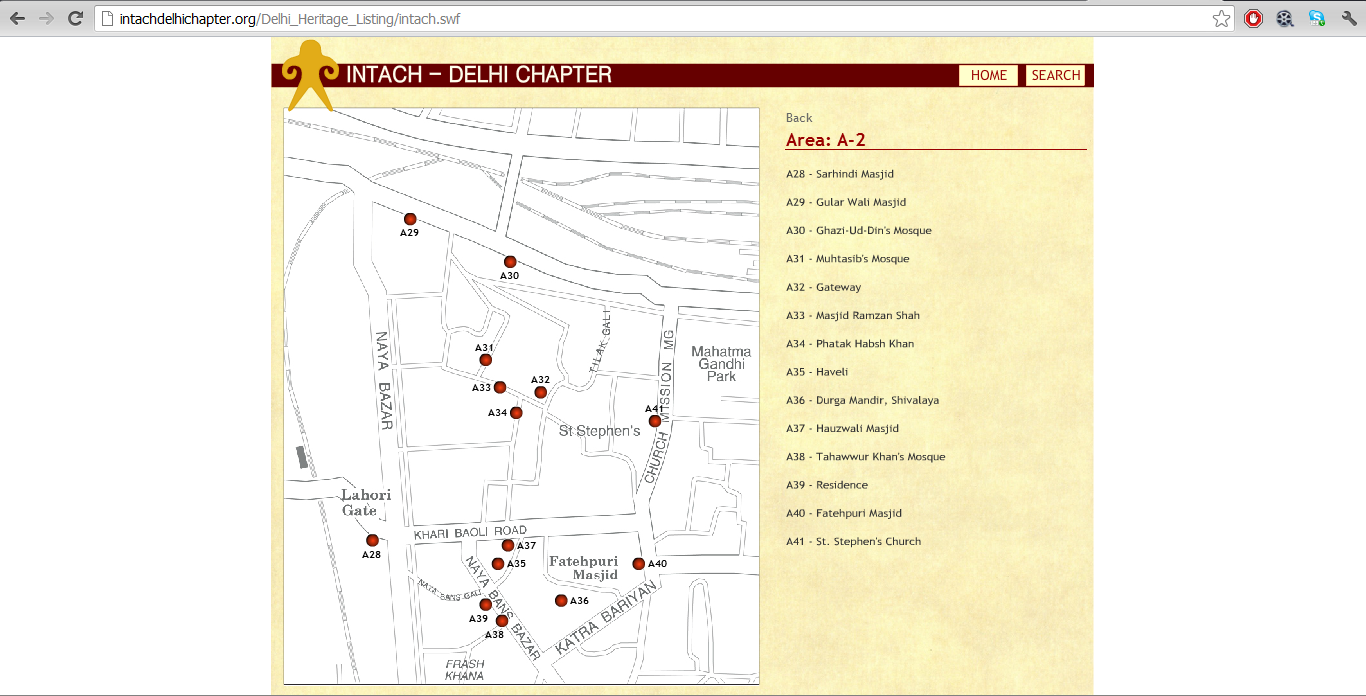 intachdelhichapter.org/Delhi_Heritage_Listing/intach.swf
INTACH - DELHI CHAPTER
HOME
SEARCH
Back
Area: A-2
A28 - Sarhindi Masjid
A29 - Gular Wali Masjid
A30 - Ghazi-Ud-Din's Mosque
A31 - Muhtasib's Mosque
A32 - Gateway
A33 - Masjid Ramzan Shah
A34 - Phatak Habsh Khan
A35 - Haveli
A36 - Durga Mandir, Shivalaya
A37 - Hauzwali Masjid
A38 - Tahawwur Khan's Mosque
A39 - Residence
A40 - Fatehpuri Masjid
A41 - St. Stephen's Church
A29
A30
NAYA BAZAR
TILAK GALI
CHURCH MISSION MG
Mahatma
Gandhi
Park
A31
A33
A32
A34
A41
St Stephen's
Lahori
Gate
A28
KHARI BAOLI ROAD
A37
A35
Fatehpuri
Masjid
A40
NAYA BANS GALI
NAYA BANS BAZAR
A36
A39
A38
KATRA BARIYAN
FRASH
KHANA